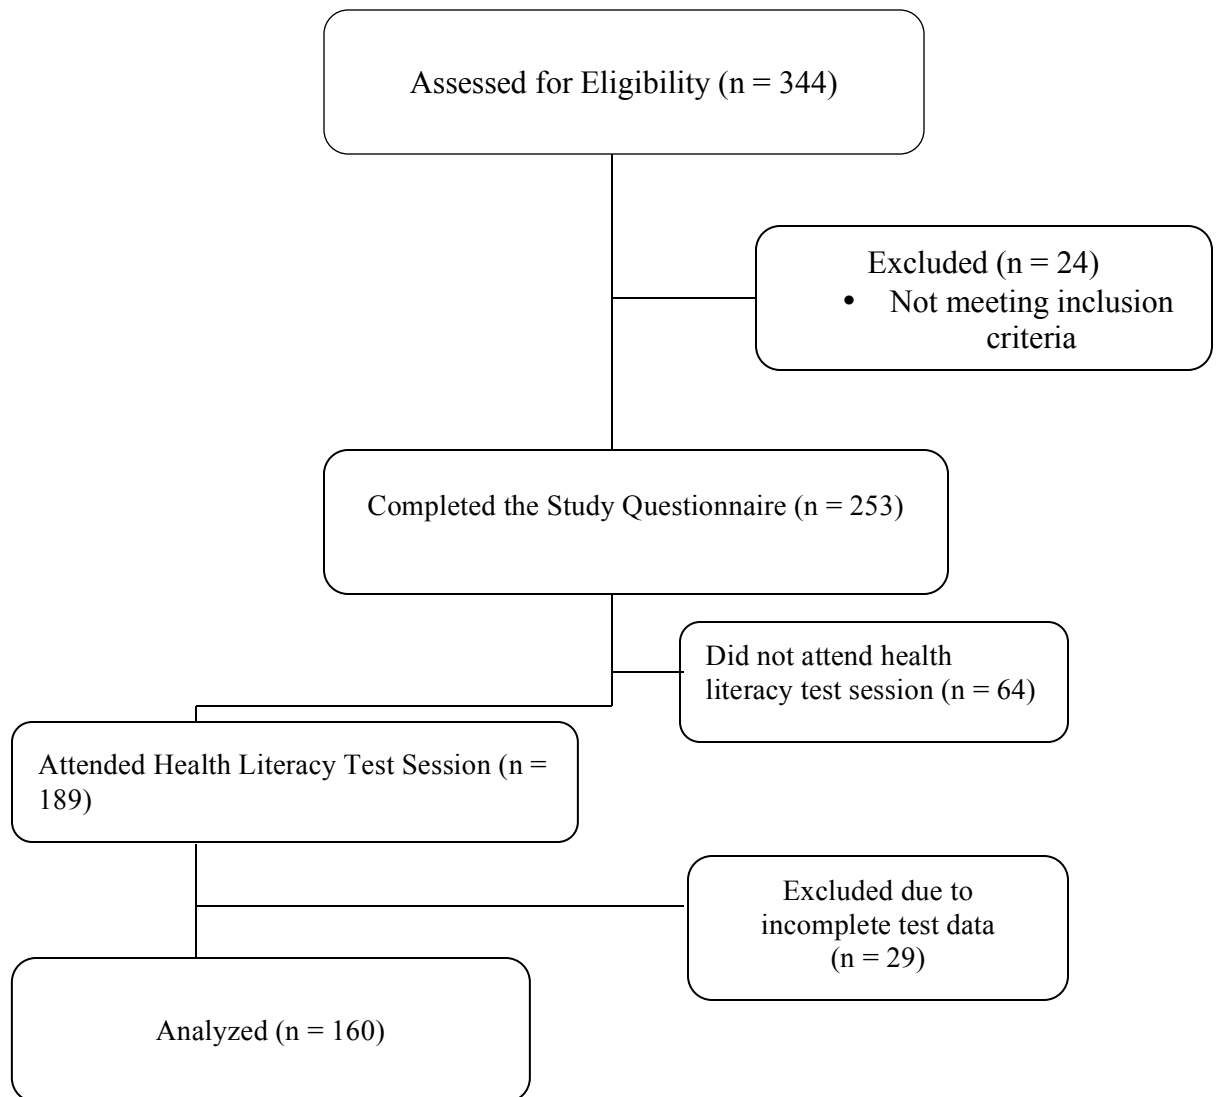 Assessed for Eligibility (n = 344)
Excluded (n = 24)
• Not meeting inclusion
criteria
Completed the Study Questionnaire (n = 253)
Did not attend health
literacy test session (n = 64)
Attended Health Literacy Test Session (n =
189)
Excluded due to
incomplete test data
(n = 29)
Analyzed (n = 160)